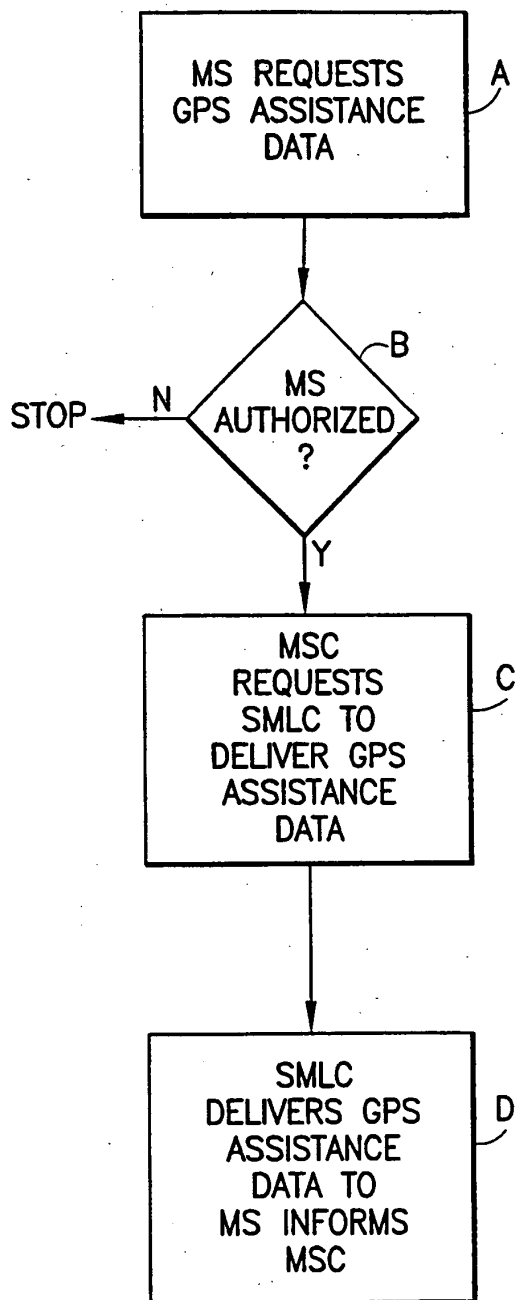 MS REQUESTS
GPS ASSISTANCE
DATA
A
B
MS
AUTHORIZED
?
N
STOP
Y
MSC
REQUESTS
SMLC TO
DELIVER GPS
ASSISTANCE
DATA
C
SMLC
DELIVERS GPS
ASSISTANCE
DATA TO
MS INFORMS
MSC
D